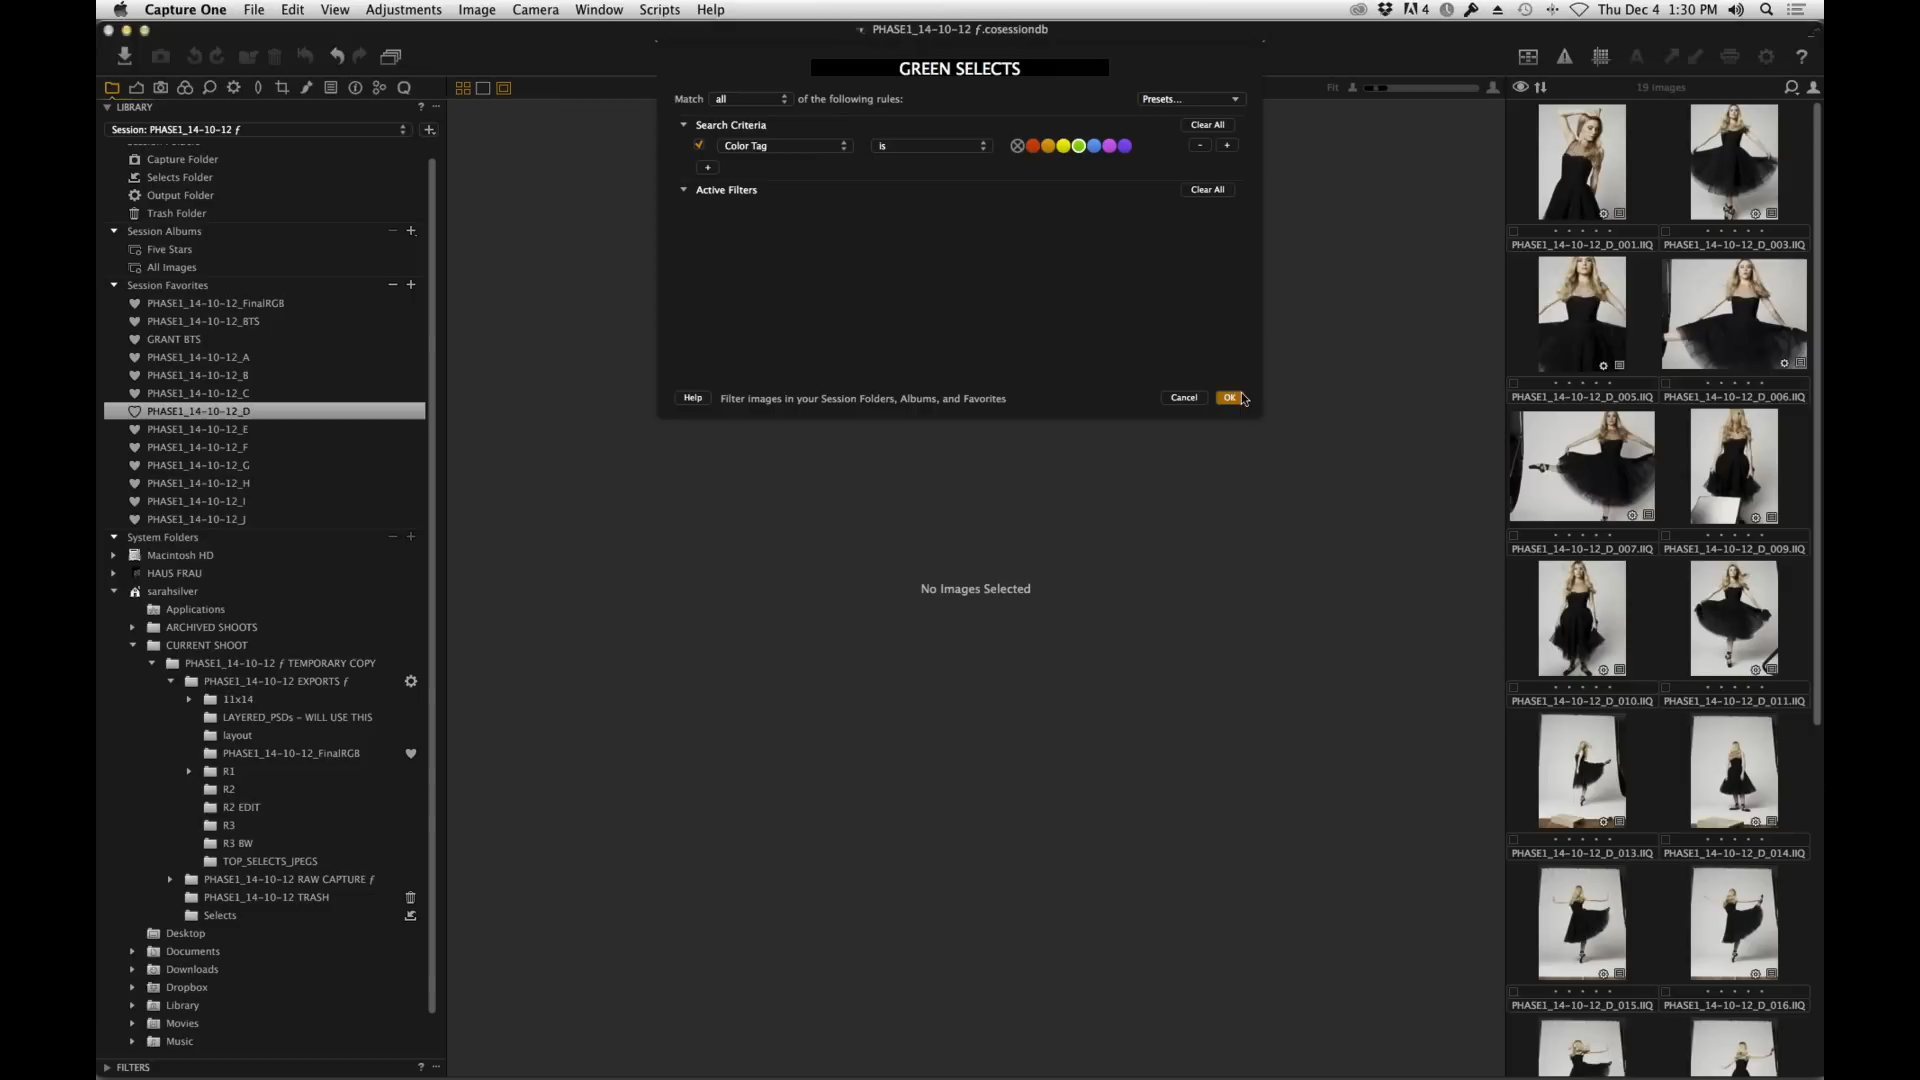 Capture One File Edit View Adjustments Image Camera Window Scripts Help
4 Thu Dec 4 1:30 PM
PHASE1_14-10-12 ƒ.cosessiondb
GREEN SELECTS
Match all of the following rules: Presets...
Search Criteria Clear All
Color Tag is - +
+
Active Filters Clear All
Help Filter images in your Session Folders, Albums, and Favorites Cancel OK
No Images Selected
LIBRARY ? ...
Session: PHASE1_14-10-12 ƒ
Capture Folder
Selects Folder
Output Folder
Trash Folder
Session Albums
Five Stars
All Images
Session Favorites
PHASE1_14-10-12_FinalRGB
PHASE1_14-10-12_BTS
GRANT BTS
PHASE1_14-10-12_A
PHASE1_14-10-12_B
PHASE1_14-10-12_C
PHASE1_14-10-12_D
PHASE1_14-10-12_E
PHASE1_14-10-12_F
PHASE1_14-10-12_G
PHASE1_14-10-12_H
PHASE1_14-10-12_I
PHASE1_14-10-12_J
System Folders
Macintosh HD
HAUS FRAU
sarahsilver
Applications
ARCHIVED SHOOTS
CURRENT SHOOT
PHASE1_14-10-12 ƒ TEMPORARY COPY
PHASE1_14-10-12 EXPORTS ƒ
11x14
LAYERED_PSDs - WILL USE THIS
layout
PHASE1_14-10-12_FinalRGB
R1
R2
R2 EDIT
R3
R3 BW
TOP_SELECTS_JPEGS
PHASE1_14-10-12 RAW CAPTURE ƒ
PHASE1_14-10-12 TRASH
Selects
Desktop
Documents
Downloads
Dropbox
Library
Movies
Music
FILTERS ? ...
Fit
19 images
PHASE1_14-10-12_D_001.IIQ PHASE1_14-10-12_D_003.IIQ
PHASE1_14-10-12_D_005.IIQ PHASE1_14-10-12_D_006.IIQ
PHASE1_14-10-12_D_007.IIQ PHASE1_14-10-12_D_009.IIQ
PHASE1_14-10-12_D_010.IIQ PHASE1_14-10-12_D_011.IIQ
PHASE1_14-10-12_D_013.IIQ PHASE1_14-10-12_D_014.IIQ
PHASE1_14-10-12_D_015.IIQ PHASE1_14-10-12_D_016.IIQ